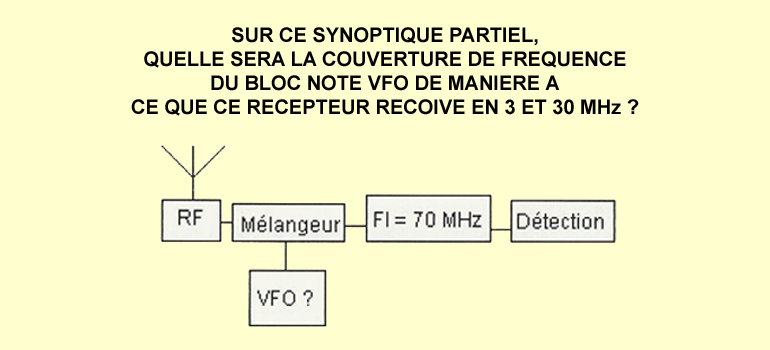 SUR CE SYNOPTIQUE PARTIEL,
QUELLE SERA LA COUVERTURE DE FREQUENCE
DU BLOC NOTE VFO DE MANIERE A
CE QUE CE RECEPTEUR RECOIVE EN 3 ET 30 MHz ?
RF
Mélangeur
FI = 70 MHz
Détection
VFO ?